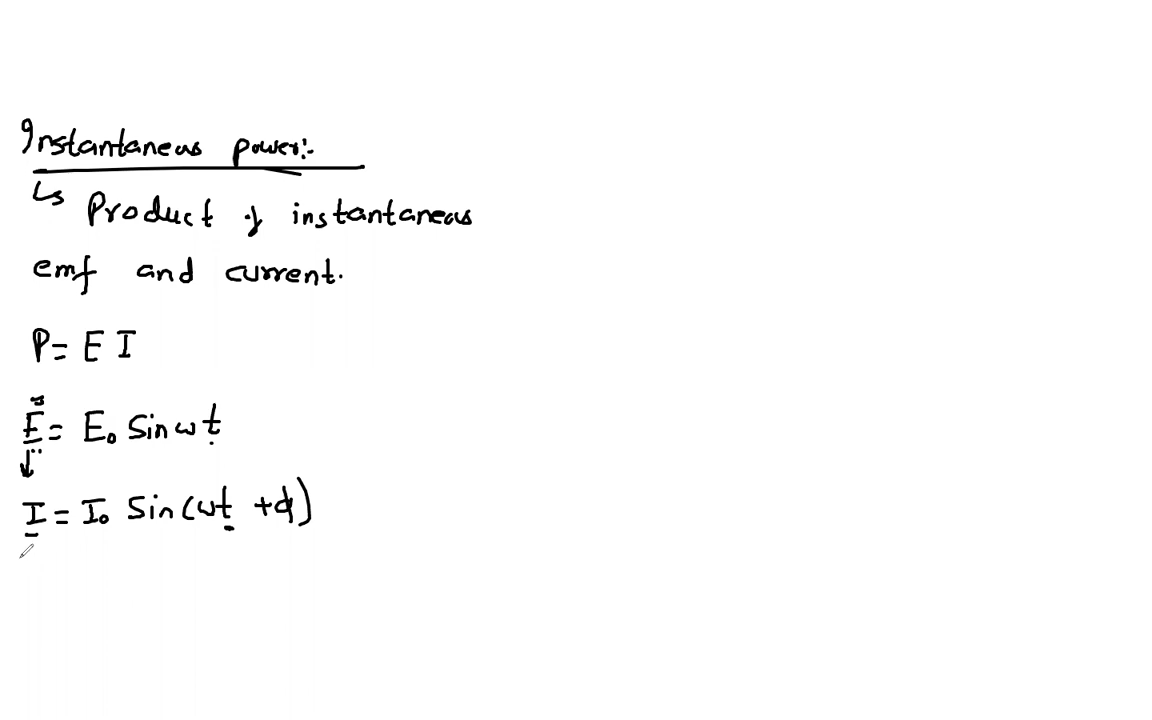 Instantaneous power:-
↳ Product of instantaneous
emf and current.
P = E I
E = E₀ Sin ωt
I = I₀ Sin(ωt + ϕ)